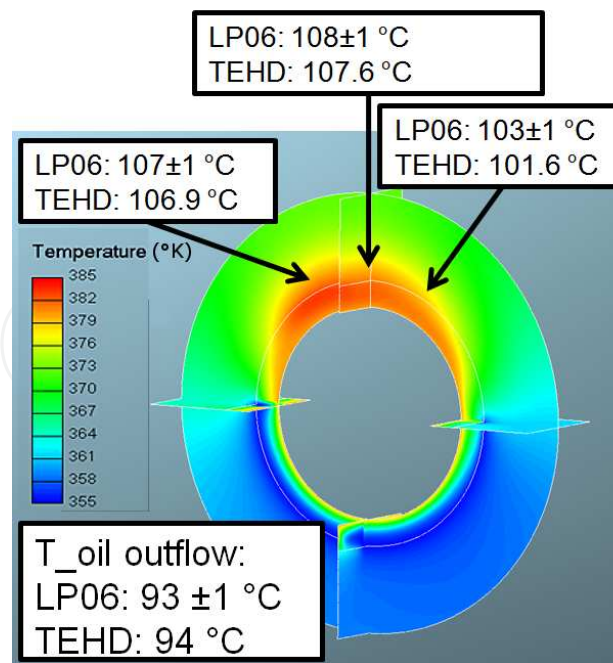 LP06: 108±1 °C
TEHD: 107.6 °C
LP06: 103±1 °C
TEHD: 101.6 °C
LP06: 107±1 °C
TEHD: 106.9 °C
Temperature (°K)
385
382
379
376
373
370
367
364
361
358
355
T_oil outflow:
LP06: 93 ±1 °C
TEHD: 94 °C